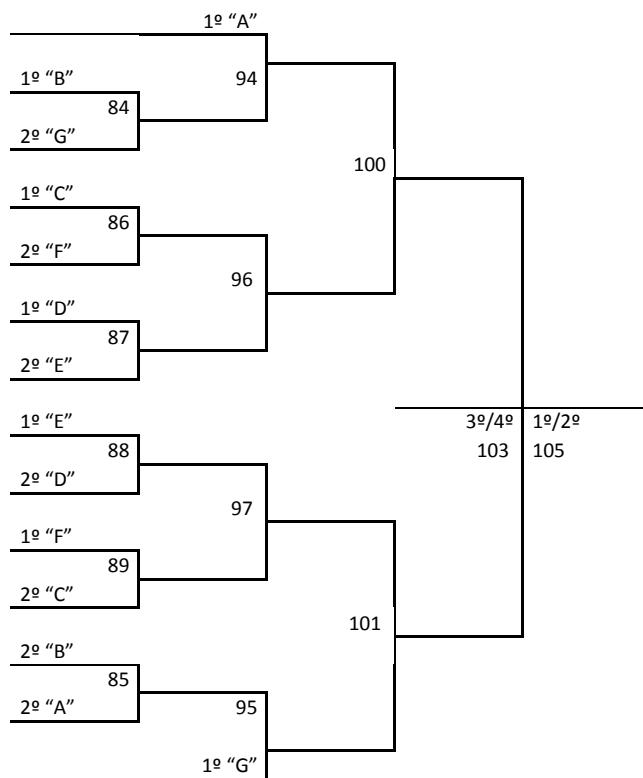 1º “A”
1º “B”
94
84
2º “G”
100
1º “C”
86
2º “F”
96
1º “D”
87
2º “E”
1º “E”
3º/4º 1º/2º
88
103 105
2º “D”
97
1º “F”
89
2º “C”
101
2º “B”
85
2º “A”
95
1º “G”